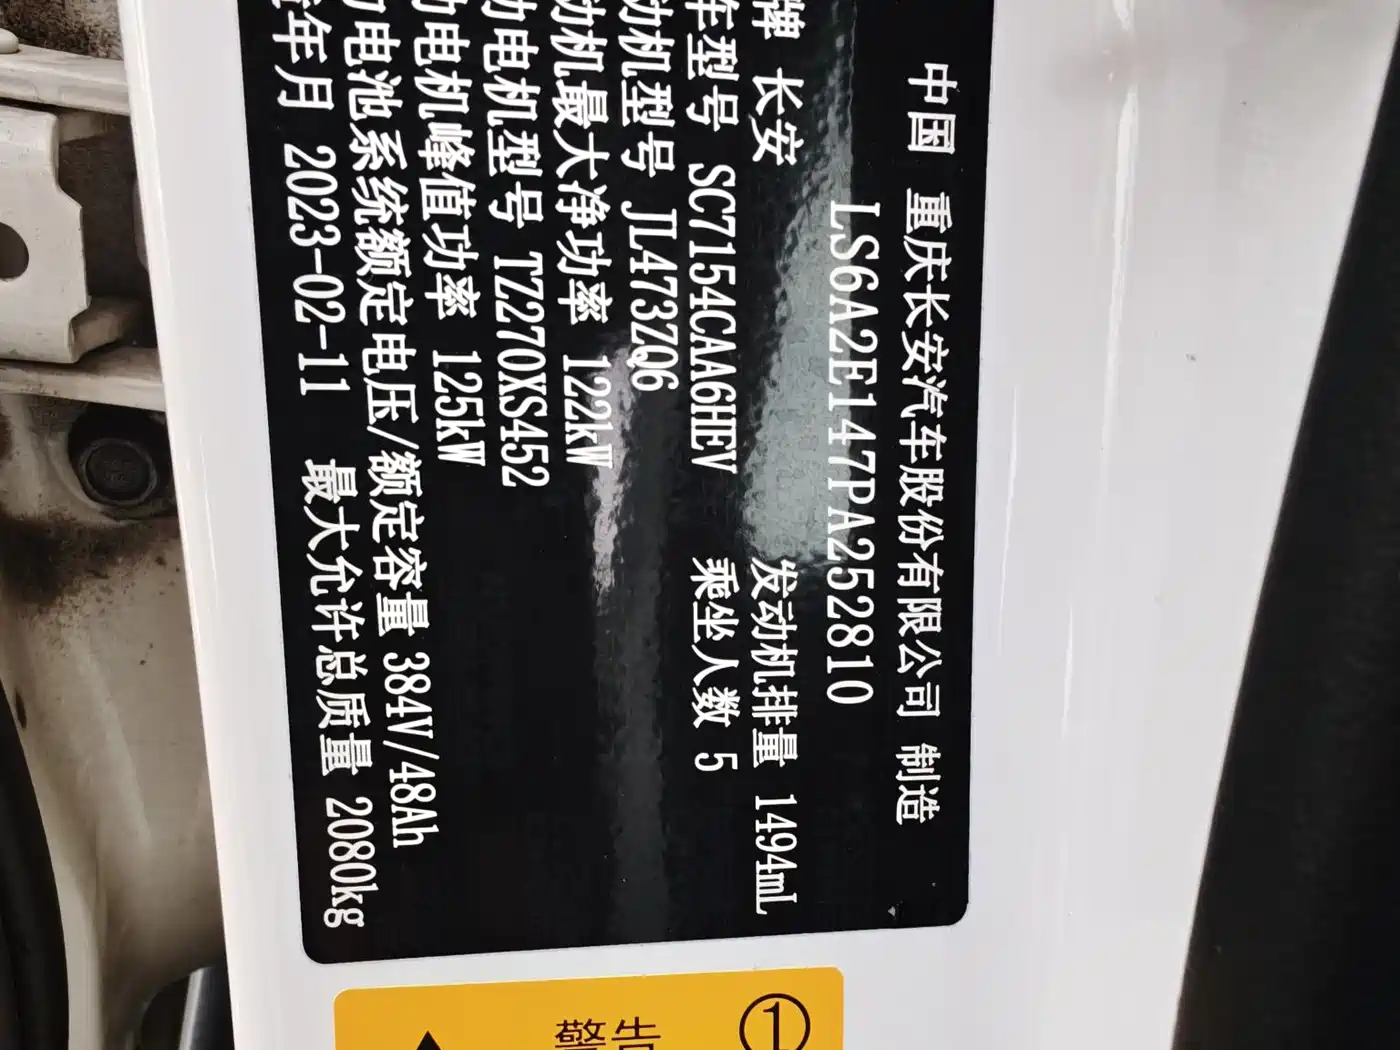 中国 重庆长安汽车股份有限公司 制造
LS6A2E147PA252810
牌 长安 发动机排量 1494mL
车型号 SC7154CAA6HEV 乘坐人数 5
动机型号 JL473ZQ6
动机最大净功率 122kW
动电机型号 TZ270XS452
动电机峰值功率 125kW
力电池系统额定电压/额定容量 384V/48Ah
年月 2023-02-11 最大允许总质量 2080kg
警告 ①